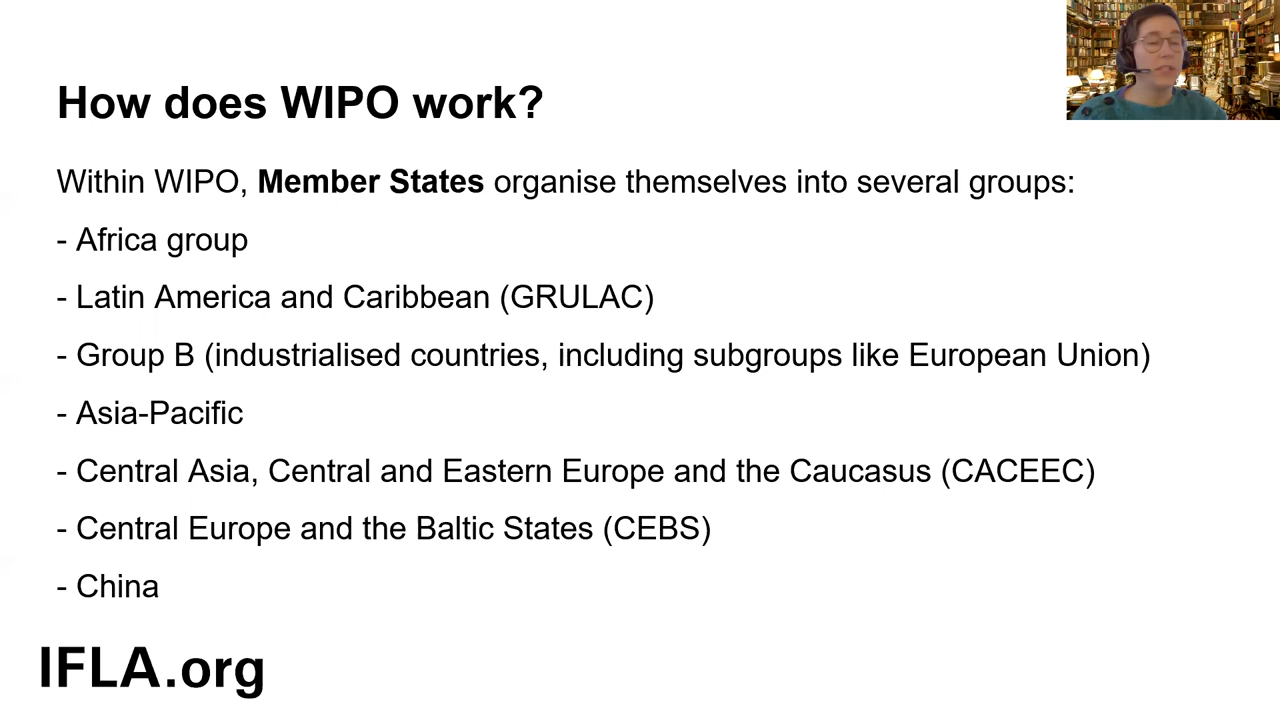 How does WIPO work?
Within WIPO, Member States organise themselves into several groups:
- Africa group
- Latin America and Caribbean (GRULAC)
- Group B (industrialised countries, including subgroups like European Union)
- Asia-Pacific
- Central Asia, Central and Eastern Europe and the Caucasus (CACEEC)
- Central Europe and the Baltic States (CEBS)
- China
IFLA.org